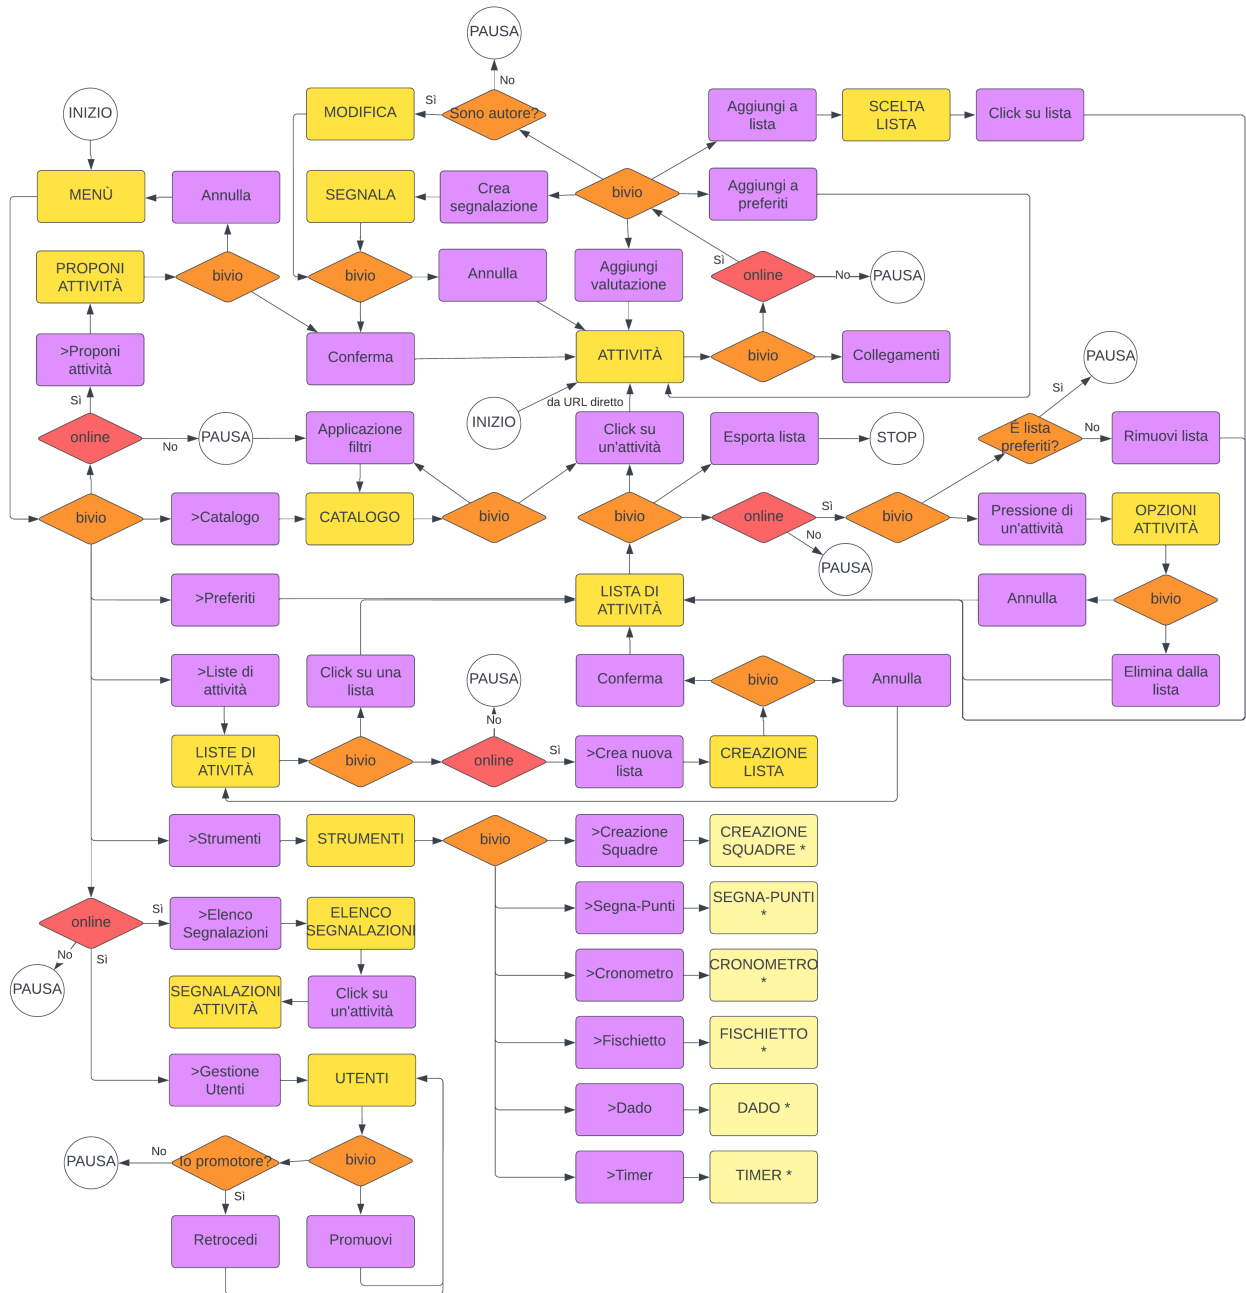 PAUSA
No
Sì
MODIFICA
Sono autore?
INIZIO
Aggiungi a
lista
SCELTA
LISTA
Click su lista
MENÙ
Annulla
SEGNALA
Crea
segnalazione
bivio
Aggiungi a
preferiti
PROPONI
ATTIVITÀ
bivio
bivio
Annulla
Aggiungi
valutazione
Sì
online
No
PAUSA
>Proponi
attività
Conferma
ATTIVITÀ
bivio
Collegamenti
PAUSA
Sì
Sì
da URL diretto
INIZIO
online
No
PAUSA
Applicazione
filtri
Click su
un'attività
Esporta lista
STOP
È lista
preferiti?
No
Rimuovi lista
bivio
>Catalogo
CATALOGO
bivio
bivio
online
Sì
No
PAUSA
bivio
Pressione di
un'attività
OPZIONI
ATTIVITÀ
>Preferiti
LISTA DI
ATTIVITÀ
Annulla
bivio
>Liste di
attività
Click su una
lista
PAUSA
No
Conferma
bivio
Annulla
Elimina dalla
lista
LISTE DI
ATIVITÀ
bivio
online
Sì
>Crea nuova
lista
CREAZIONE
LISTA
>Strumenti
STRUMENTI
bivio
>Creazione
Squadre
CREAZIONE
SQUADRE *
online
Sì
No
Sì
PAUSA
>Elenco
Segnalazioni
ELENCO
SEGNALAZIONI
>Segna-Punti
SEGNA-PUNTI
*
SEGNALAZIONI
ATTIVITÀ
Click su
un'attività
>Cronometro
CRONOMETRO
*
>Fischietto
FISCHIETTO
*
>Gestione
Utenti
UTENTI
>Dado
DADO *
PAUSA
No
Io promotore?
Sì
bivio
>Timer
TIMER *
Retrocedi
Promuovi